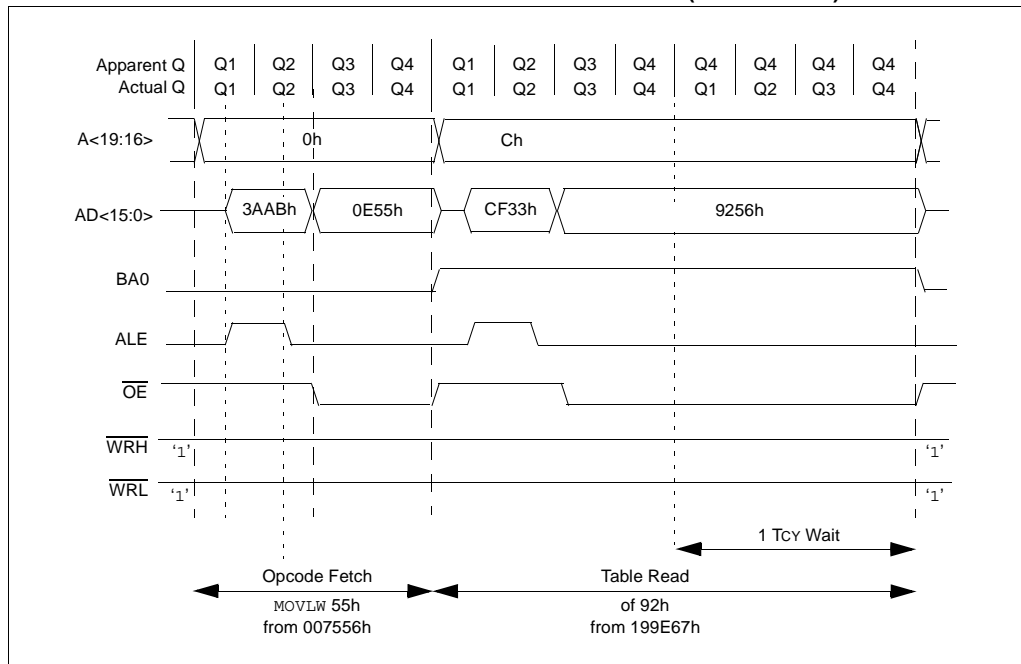 Apparent Q Q1 Q2 Q3 Q4 Q1 Q2 Q3 Q4 Q4 Q4 Q4 Q4
Actual Q Q1 Q2 Q3 Q4 Q1 Q2 Q3 Q4 Q1 Q2 Q3 Q4
A<19:16> 0h Ch
AD<15:0> 3AABh 0E55h CF33h 9256h
BA0
ALE
OE
WRH '1' '1'
WRL '1' '1'
1 TCY Wait
Opcode Fetch Table Read
MOVLW 55h of 92h
from 007556h from 199E67h